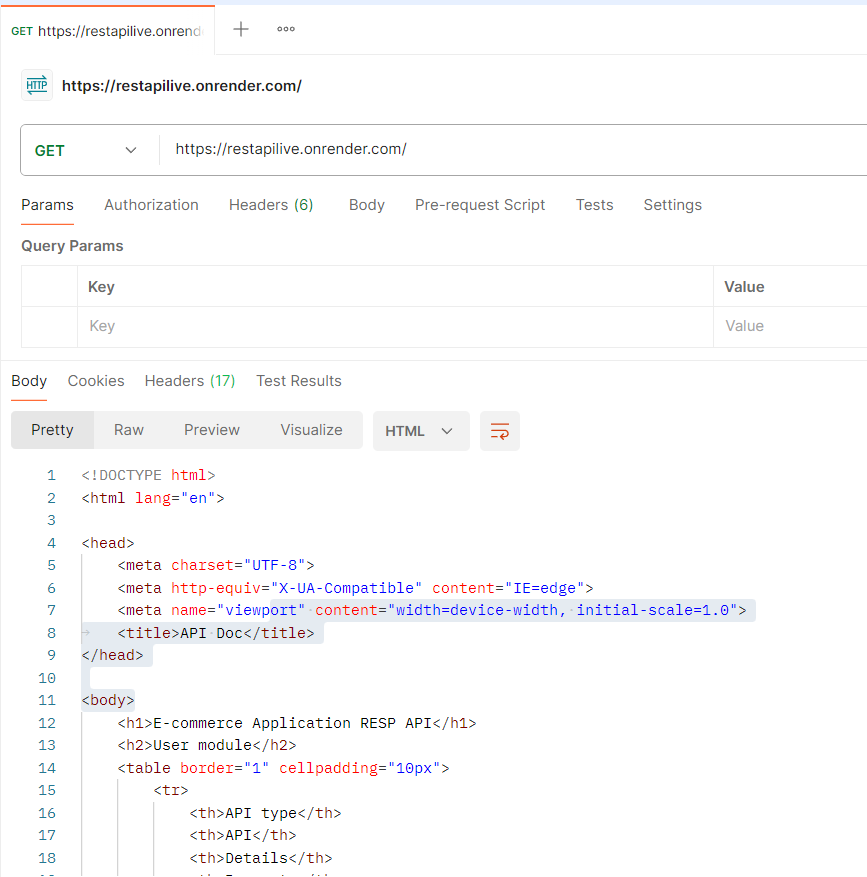 GET https://restapilive.onrend
HTTP https://restapilive.onrender.com/
GET https://restapilive.onrender.com/
Params Authorization Headers (6) Body Pre-request Script Tests Settings
Query Params
Key Value
Key Value
Body Cookies Headers (17) Test Results
Pretty Raw Preview Visualize HTML
1 <!DOCTYPE html>
2 <html lang="en">
3
4 <head>
5 <meta charset="UTF-8">
6 <meta http-equiv="X-UA-Compatible" content="IE=edge">
7 <meta name="viewport" content="width=device-width, initial-scale=1.0">
8 <title>API Doc</title>
9 </head>
10
11 <body>
12 <h1>E-commerce Application RESP API</h1>
13 <h2>User module</h2>
14 <table border="1" cellpadding="10px">
15 <tr>
16 <th>API type</th>
17 <th>API</th>
18 <th>Details</th>